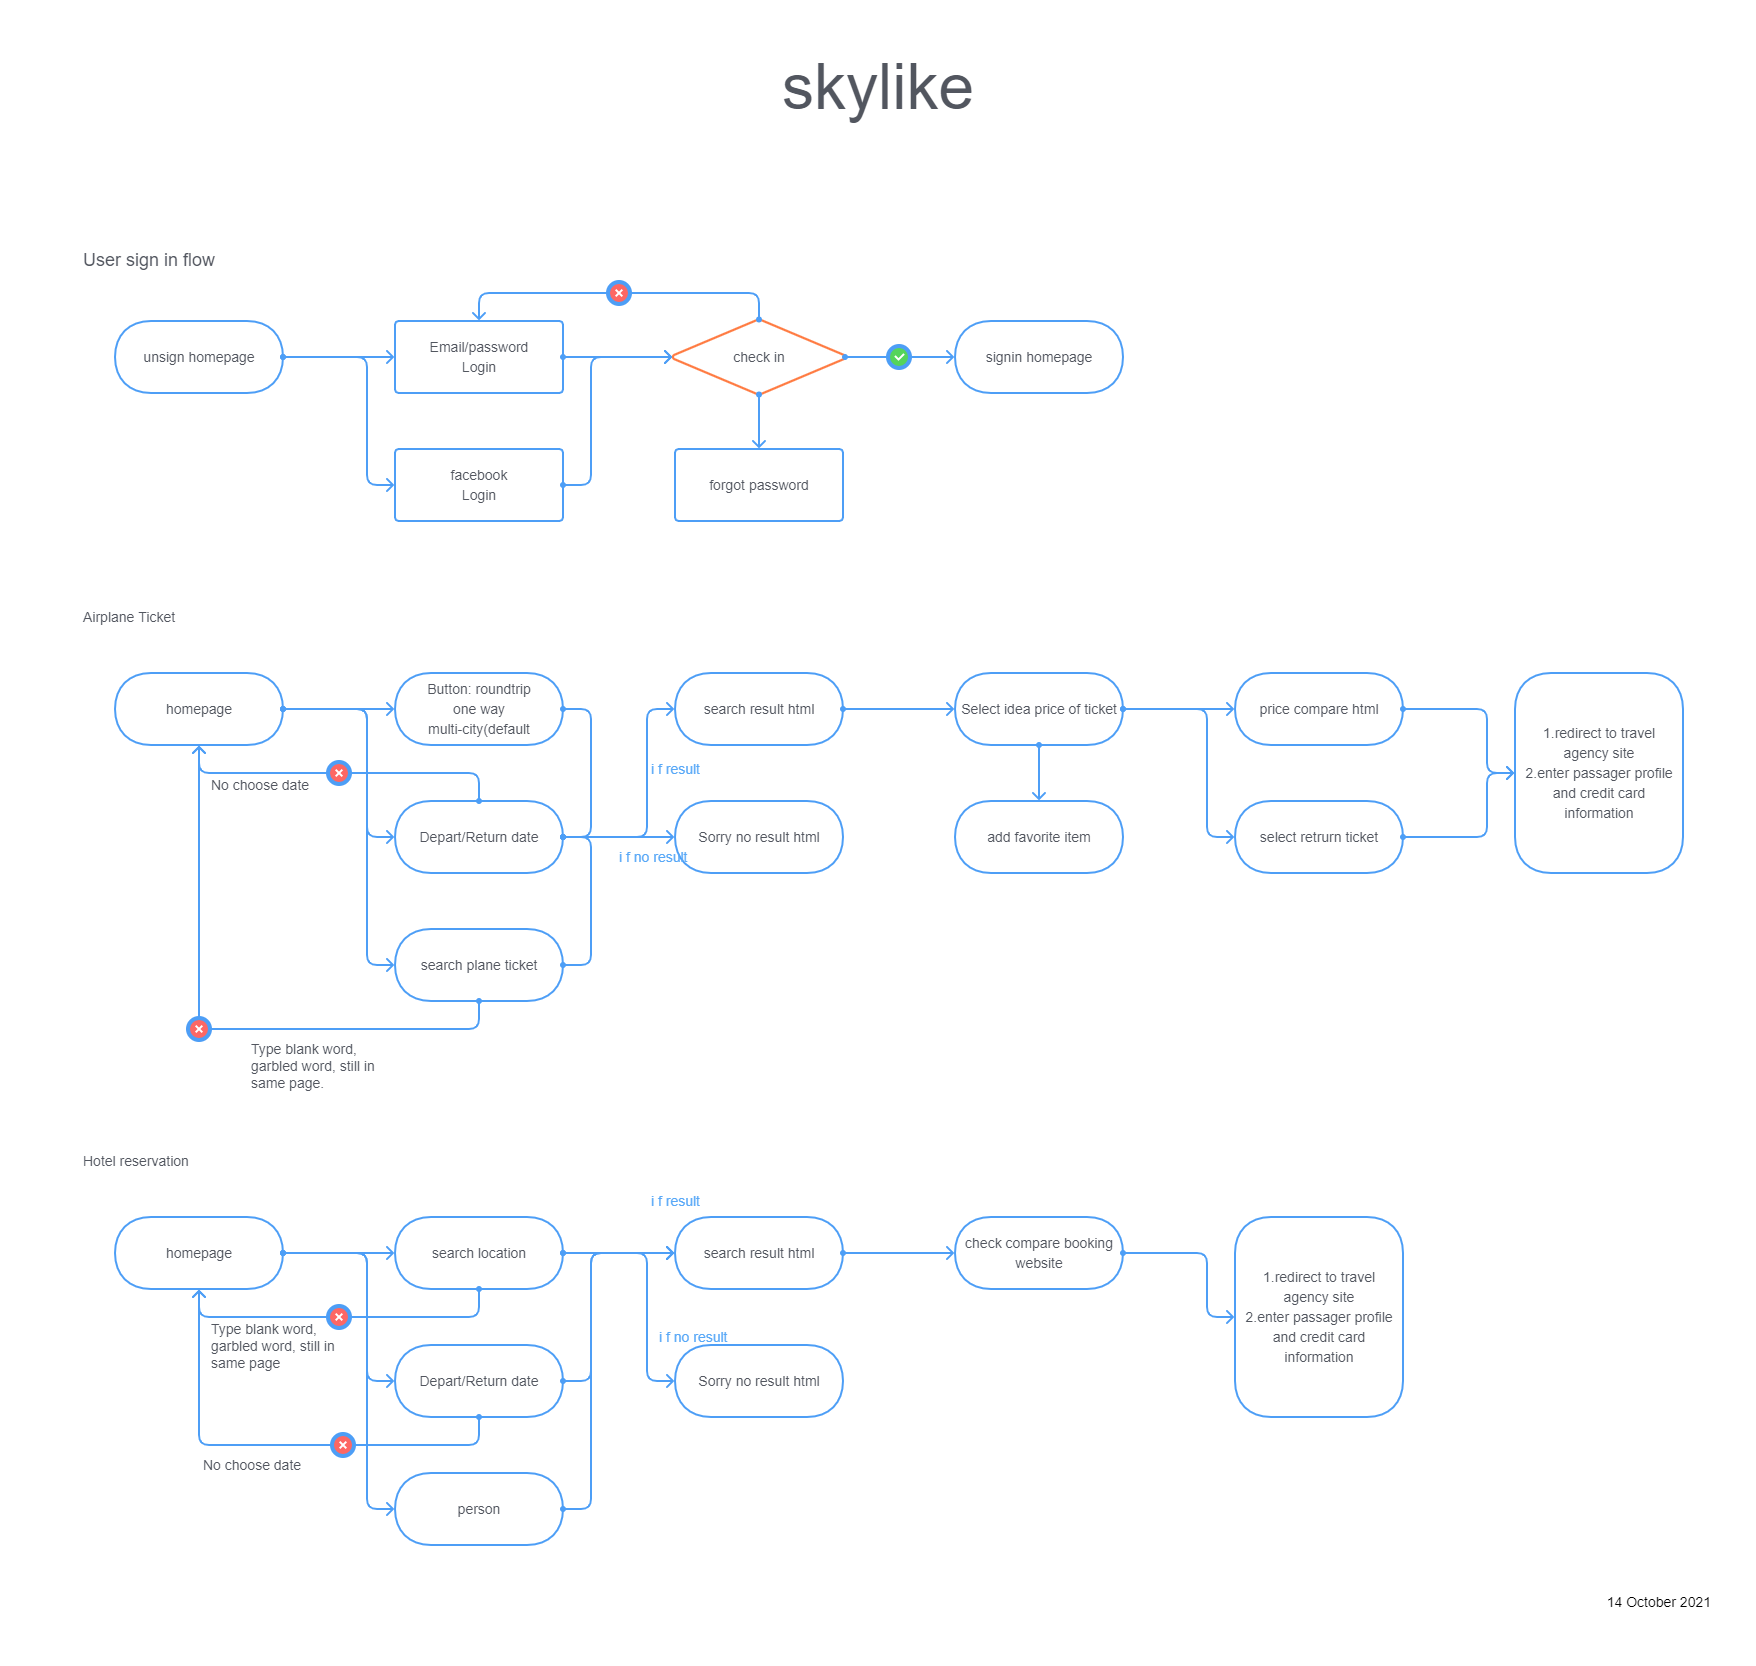 skylike
User sign in flow
unsign homepage
Email/password
Login
check in
signin homepage
facebook
Login
forgot password
Airplane Ticket
homepage
Button: roundtrip
one way
multi-city(default
search result html
Select idea price of ticket
price compare html
1.redirect to travel
agency site
2.enter passager profile
and credit card
information
i f result
No choose date
Depart/Return date
Sorry no result html
add favorite item
select retrurn ticket
i f no result
search plane ticket
Type blank word,
garbled word, still in
same page.
Hotel reservation
i f result
homepage
search location
search result html
check compare booking
website
1.redirect to travel
agency site
2.enter passager profile
and credit card
information
Type blank word,
garbled word, still in
same page
i f no result
Depart/Return date
Sorry no result html
No choose date
person
14 October 2021